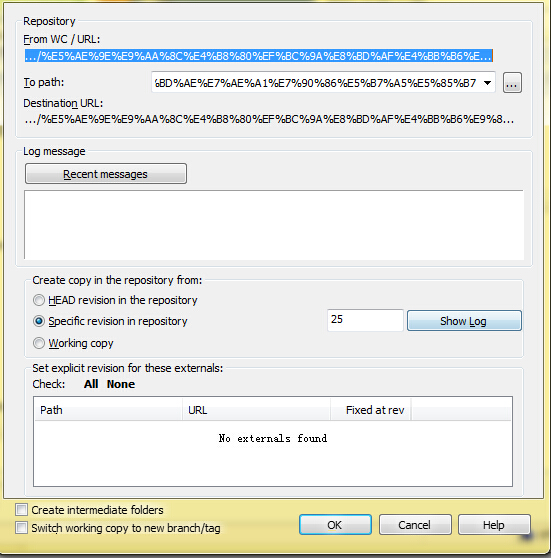 Repository
From WC / URL:
.../%E5%AE%9E%E9%AA%8C%E4%B8%80%EF%BC%9A%E8%BD%AF%E4%BB%B6%E...
To path:
%BD%AE%E7%AE%A1%E7%90%86%E5%B7%A5%E5%85%B7
...
Destination URL:
.../%E5%AE%9E%E9%AA%8C%E4%B8%80%EF%BC%9A%E8%BD%AF%E4%BB%B6%E9%8...
Log message
Recent messages
Create copy in the repository from:
HEAD revision in the repository
Specific revision in repository
25
Show Log
Working copy
Set explicit revision for these externals:
Check: All None
Path URL Fixed at rev
No externals found
Create intermediate folders
Switch working copy to new branch/tag
OK Cancel Help